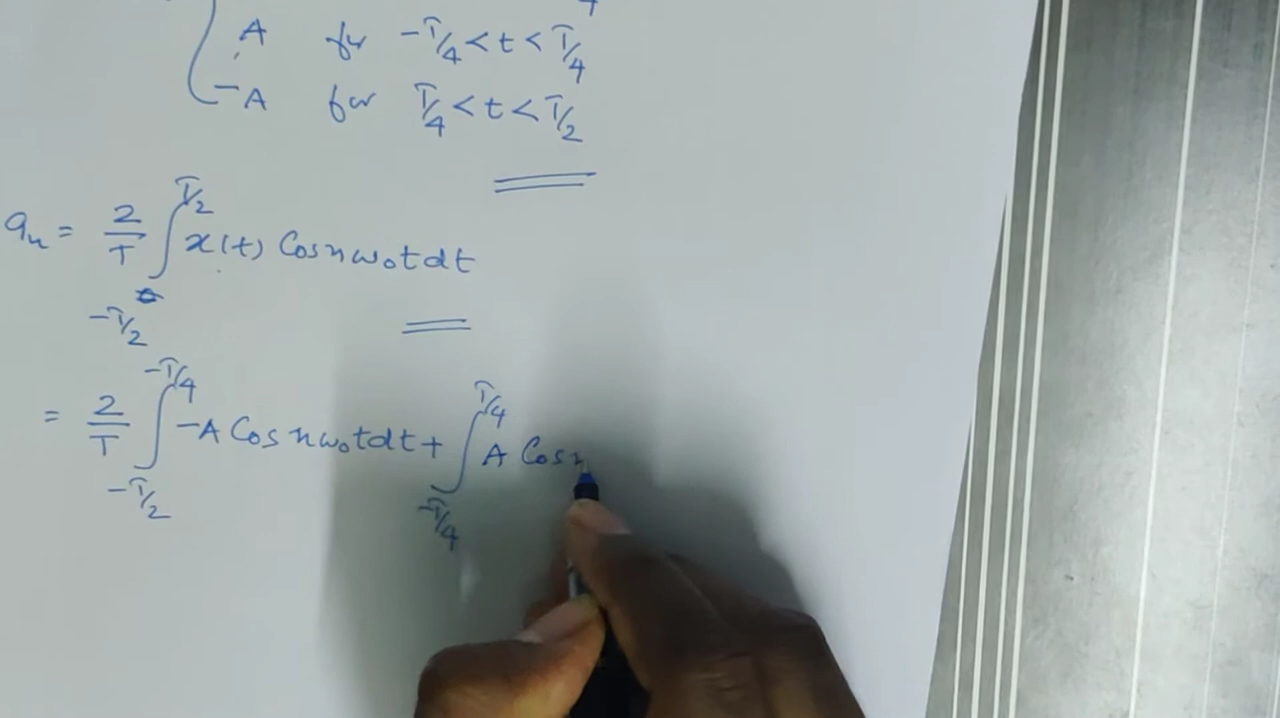 A for -T/4 < t < T/4
-A for T/4 < t < T/2
an = 2/T ∫ x(t) Cos nω₀t dt
T/2
-T/2
= 2/T ∫ -A Cos nω₀t dt + ∫ A Cos n
-T/4
-T/2
T/4
-T/4